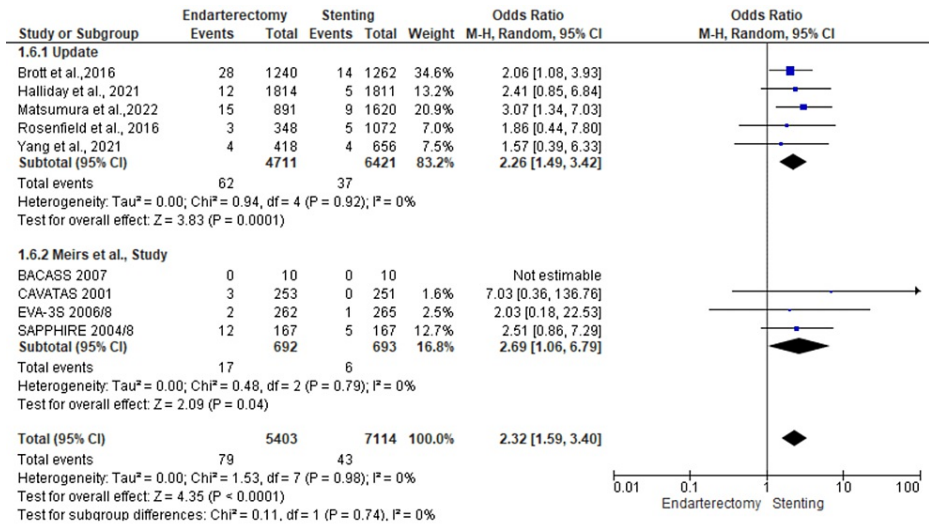 Endarterectomy Stenting Odds Ratio Odds Ratio
Study or Subgroup Events Total Events Total Weight M-H, Random, 95% CI M-H, Random, 95% CI
1.6.1 Update
Brott et al.,2016 28 1240 14 1262 34.6% 2.06 [1.08, 3.93]
Halliday et al., 2021 12 1814 5 1811 13.2% 2.41 [0.85, 6.84]
Matsumura et al.,2022 15 891 9 1620 20.9% 3.07 [1.34, 7.03]
Rosenfield et al., 2016 3 348 5 1072 7.0% 1.86 [0.44, 7.80]
Yang et al., 2021 4 418 4 656 7.5% 1.57 [0.39, 6.33]
Subtotal (95% CI) 4711 6421 83.2% 2.26 [1.49, 3.42]
Total events 62 37
Heterogeneity: Tau² = 0.00; Chi² = 0.94, df = 4 (P = 0.92); I² = 0%
Test for overall effect: Z = 3.83 (P = 0.0001)
1.6.2 Meirs et al., Study
BACASS 2007 0 10 0 10 Not estimable
CAVATAS 2001 3 253 0 251 1.6% 7.03 [0.36, 136.76]
EVA-3S 2006/8 2 262 1 265 2.5% 2.03 [0.18, 22.53]
SAPPHIRE 2004/8 12 167 5 167 12.7% 2.51 [0.86, 7.29]
Subtotal (95% CI) 692 693 16.8% 2.69 [1.06, 6.79]
Total events 17 6
Heterogeneity: Tau² = 0.00; Chi² = 0.48, df = 2 (P = 0.79); I² = 0%
Test for overall effect: Z = 2.09 (P = 0.04)
Total (95% CI) 5403 7114 100.0% 2.32 [1.59, 3.40]
Total events 79 43
Heterogeneity: Tau² = 0.00; Chi² = 1.53, df = 7 (P = 0.98); I² = 0%
Test for overall effect: Z = 4.35 (P < 0.0001)
Test for subgroup differences: Chi² = 0.11, df = 1 (P = 0.74), I² = 0%
0.01 0.1 1 10 100
Endarterectomy Stenting